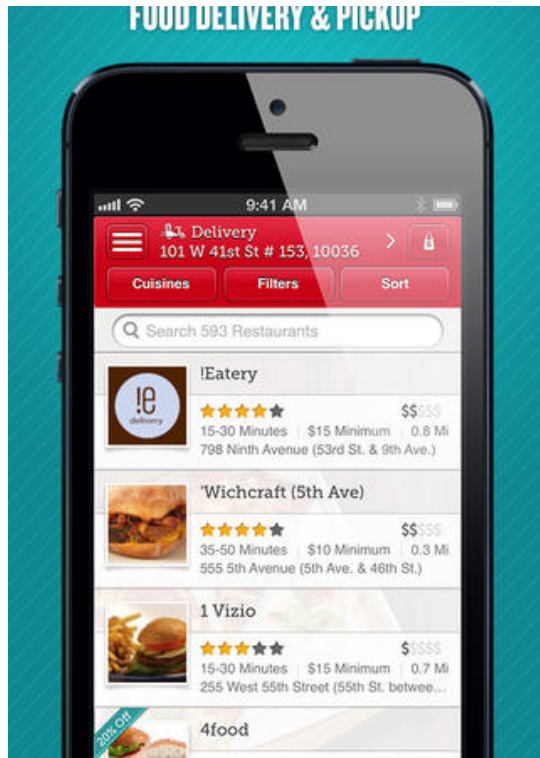 FOOD DELIVERY & PICKUP
9:41 AM
Delivery
101 W 41st St # 153, 10036
Cuisines Filters Sort
Search 593 Restaurants
!Eatery
!e
delivery
$$$$$
15-30 Minutes $15 Minimum 0.8 Mi
798 Ninth Avenue (53rd St. & 9th Ave.)
'Wichcraft (5th Ave)
$$$$$
35-50 Minutes $10 Minimum 0.3 Mi
555 5th Avenue (5th Ave. & 46th St.)
1 Vizio
$$$$$
15-30 Minutes $15 Minimum 0.7 Mi
255 West 55th Street (55th St. betwee...
20% Off
4food